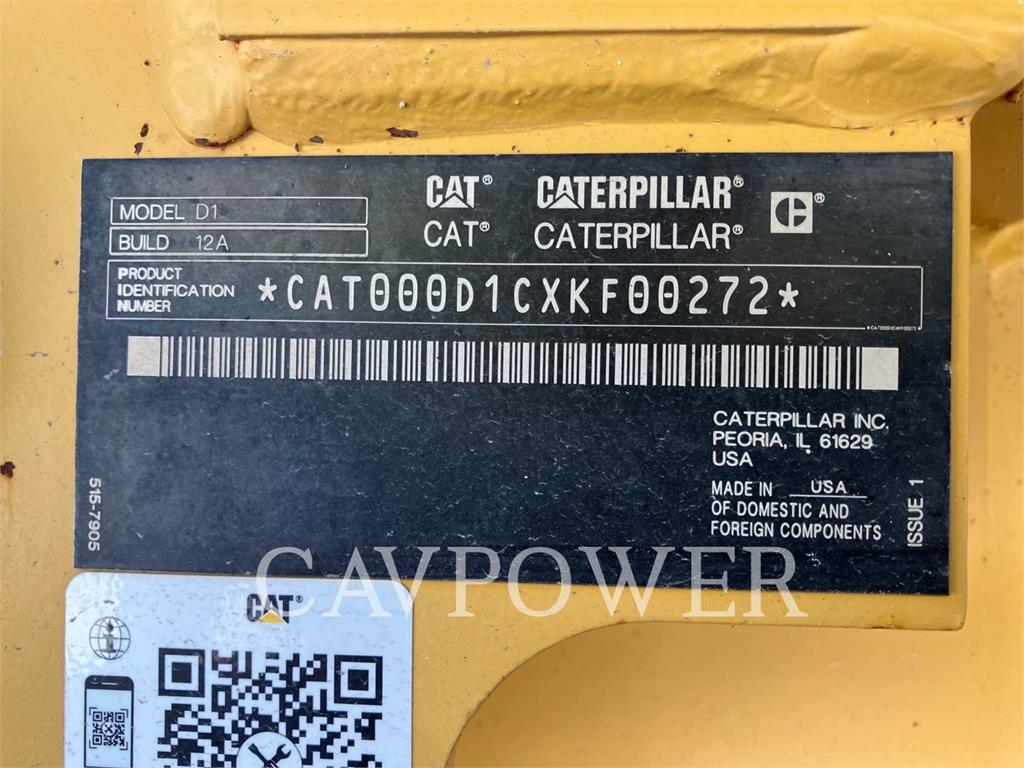 CAT® CATERPILLAR® C®
CAT® CATERPILLAR®
MODEL D1
BUILD 12A
PRODUCT
IDENTIFICATION
NUMBER
*CAT000D1CXKF00272*
*CAT000D1CXKF00272*
CATERPILLAR INC.
PEORIA, IL 61629
USA
MADE IN USA
OF DOMESTIC AND
FOREIGN COMPONENTS
ISSUE 1
515-7905
CAVPOWER
CAT®